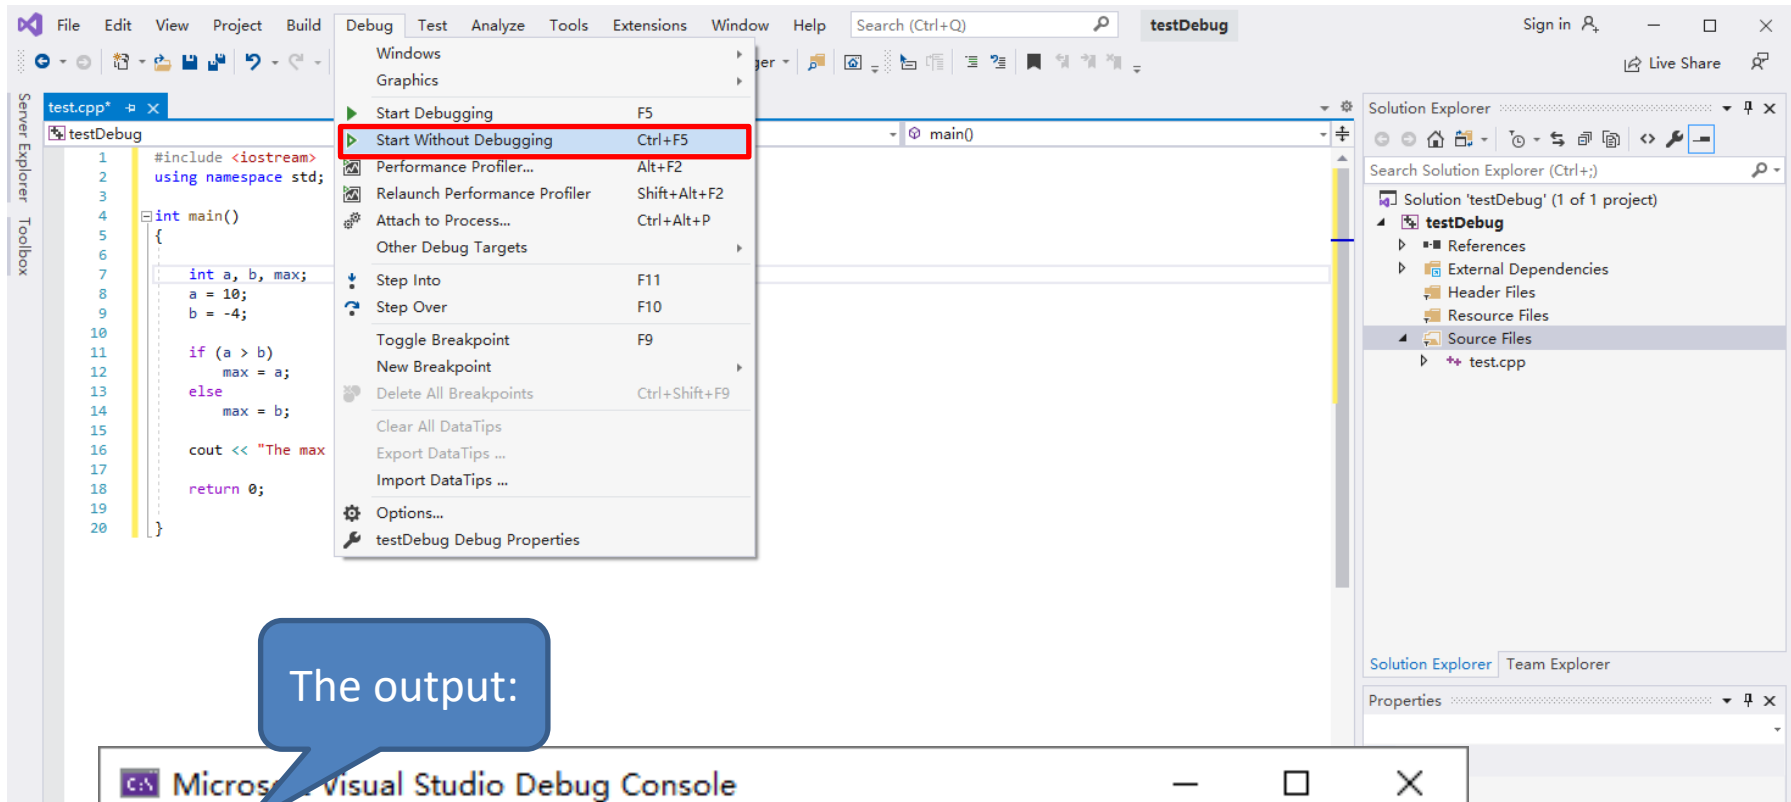 File Edit View Project Build Debug Test Analyze Tools Extensions Window Help Search (Ctrl+Q) testDebug Sign in
Live Share
Server Explorer
Toolbox
test.cpp*
testDebug
main()
1 #include <iostream>
2 using namespace std;
3
4 int main()
5 {
6
7 int a, b, max;
8 a = 10;
9 b = -4;
10
11 if (a > b)
12 max = a;
13 else
14 max = b;
15
16 cout << "The max
17
18 return 0;
19
20 }
Windows
Graphics
Start Debugging F5
Start Without Debugging Ctrl+F5
Performance Profiler... Alt+F2
Relaunch Performance Profiler Shift+Alt+F2
Attach to Process... Ctrl+Alt+P
Other Debug Targets
Step Into F11
Step Over F10
Toggle Breakpoint F9
New Breakpoint
Delete All Breakpoints Ctrl+Shift+F9
Clear All DataTips
Export DataTips ...
Import DataTips ...
Options...
testDebug Debug Properties
Solution Explorer
Search Solution Explorer (Ctrl+;)
Solution 'testDebug' (1 of 1 project)
testDebug
References
External Dependencies
Header Files
Resource Files
Source Files
test.cpp
Solution Explorer Team Explorer
Properties
The output:
C:\ Visual Studio Debug Console